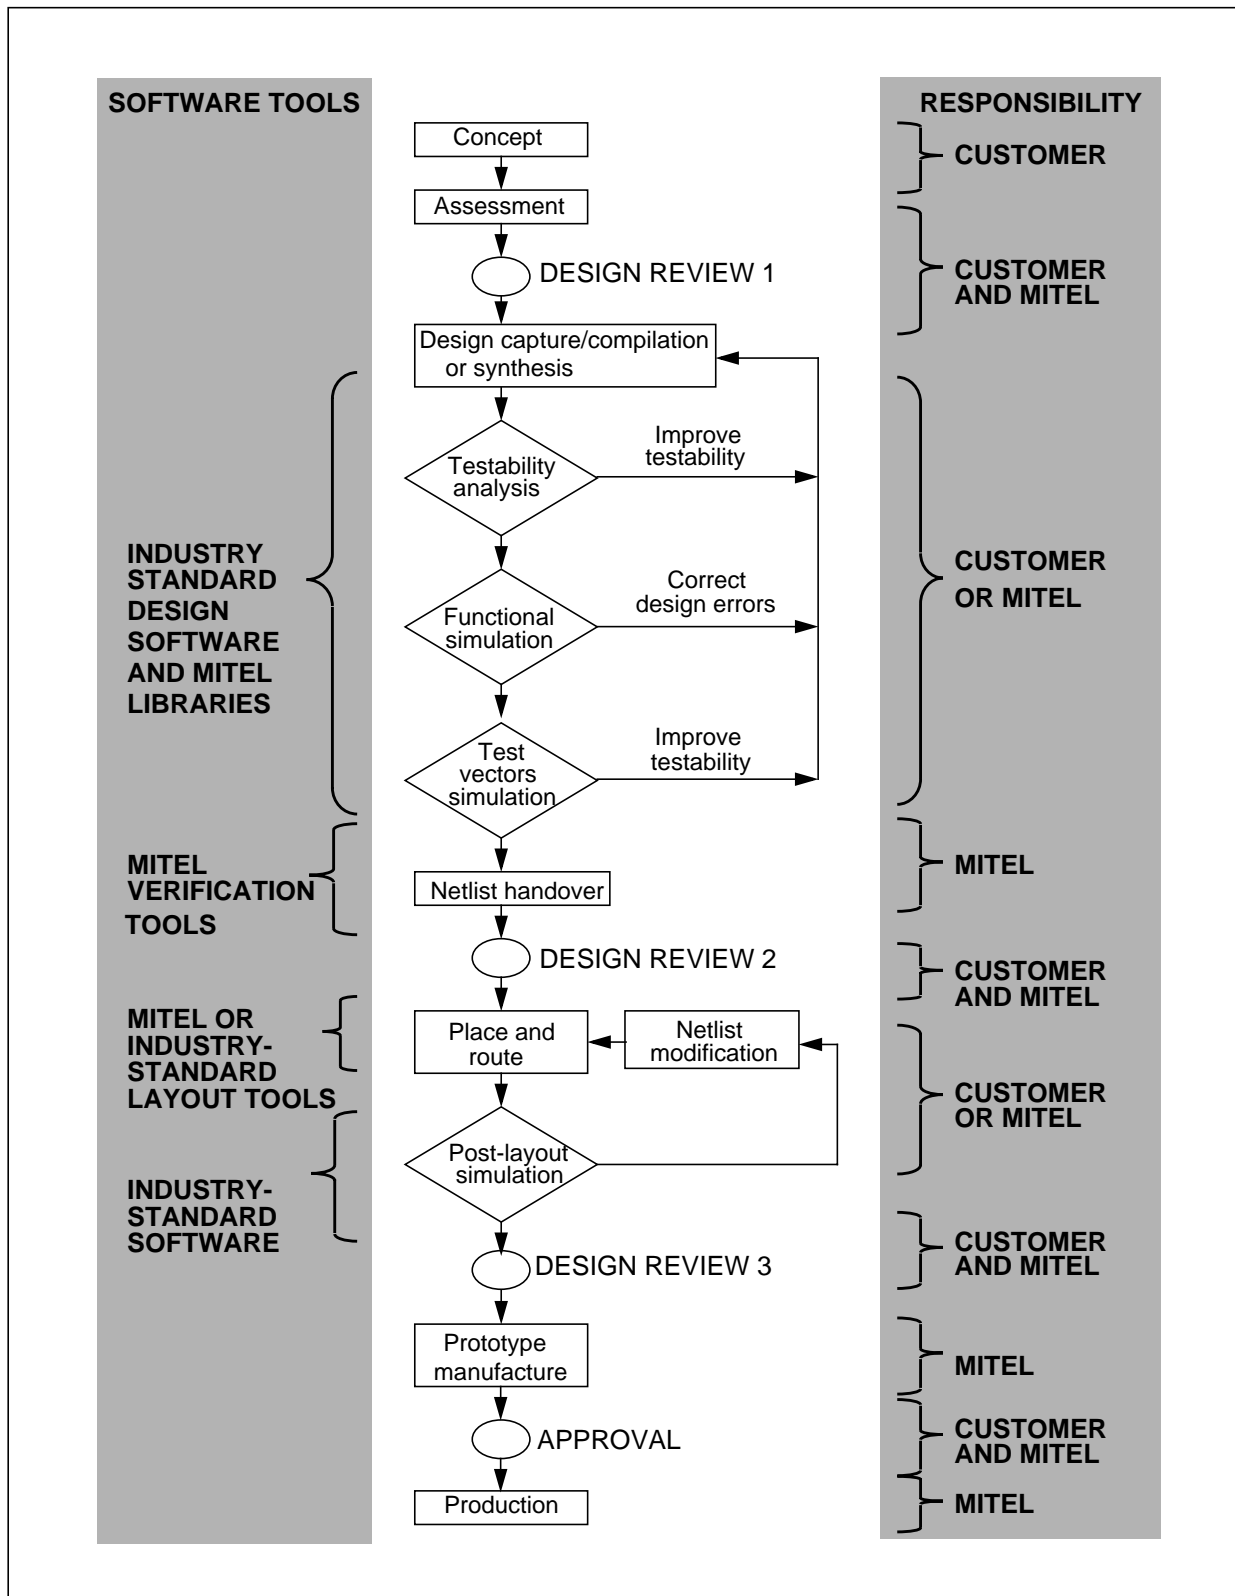 SOFTWARE TOOLS
RESPONSIBILITY
Concept
CUSTOMER
Assessment
DESIGN REVIEW 1
CUSTOMER
AND MITEL
Design capture/compilation
or synthesis
Improve
testability
Testability
analysis
INDUSTRY
STANDARD
DESIGN
SOFTWARE
AND MITEL
LIBRARIES
CUSTOMER
OR MITEL
Correct
design errors
Functional
simulation
Improve
testability
Test
vectors
simulation
MITEL
VERIFICATION
TOOLS
MITEL
Netlist handover
DESIGN REVIEW 2
CUSTOMER
AND MITEL
MITEL OR
INDUSTRY-
STANDARD
LAYOUT TOOLS
Place and
route
Netlist
modification
CUSTOMER
OR MITEL
Post-layout
simulation
INDUSTRY-
STANDARD
SOFTWARE
DESIGN REVIEW 3
CUSTOMER
AND MITEL
Prototype
manufacture
MITEL
APPROVAL
CUSTOMER
AND MITEL
Production
MITEL